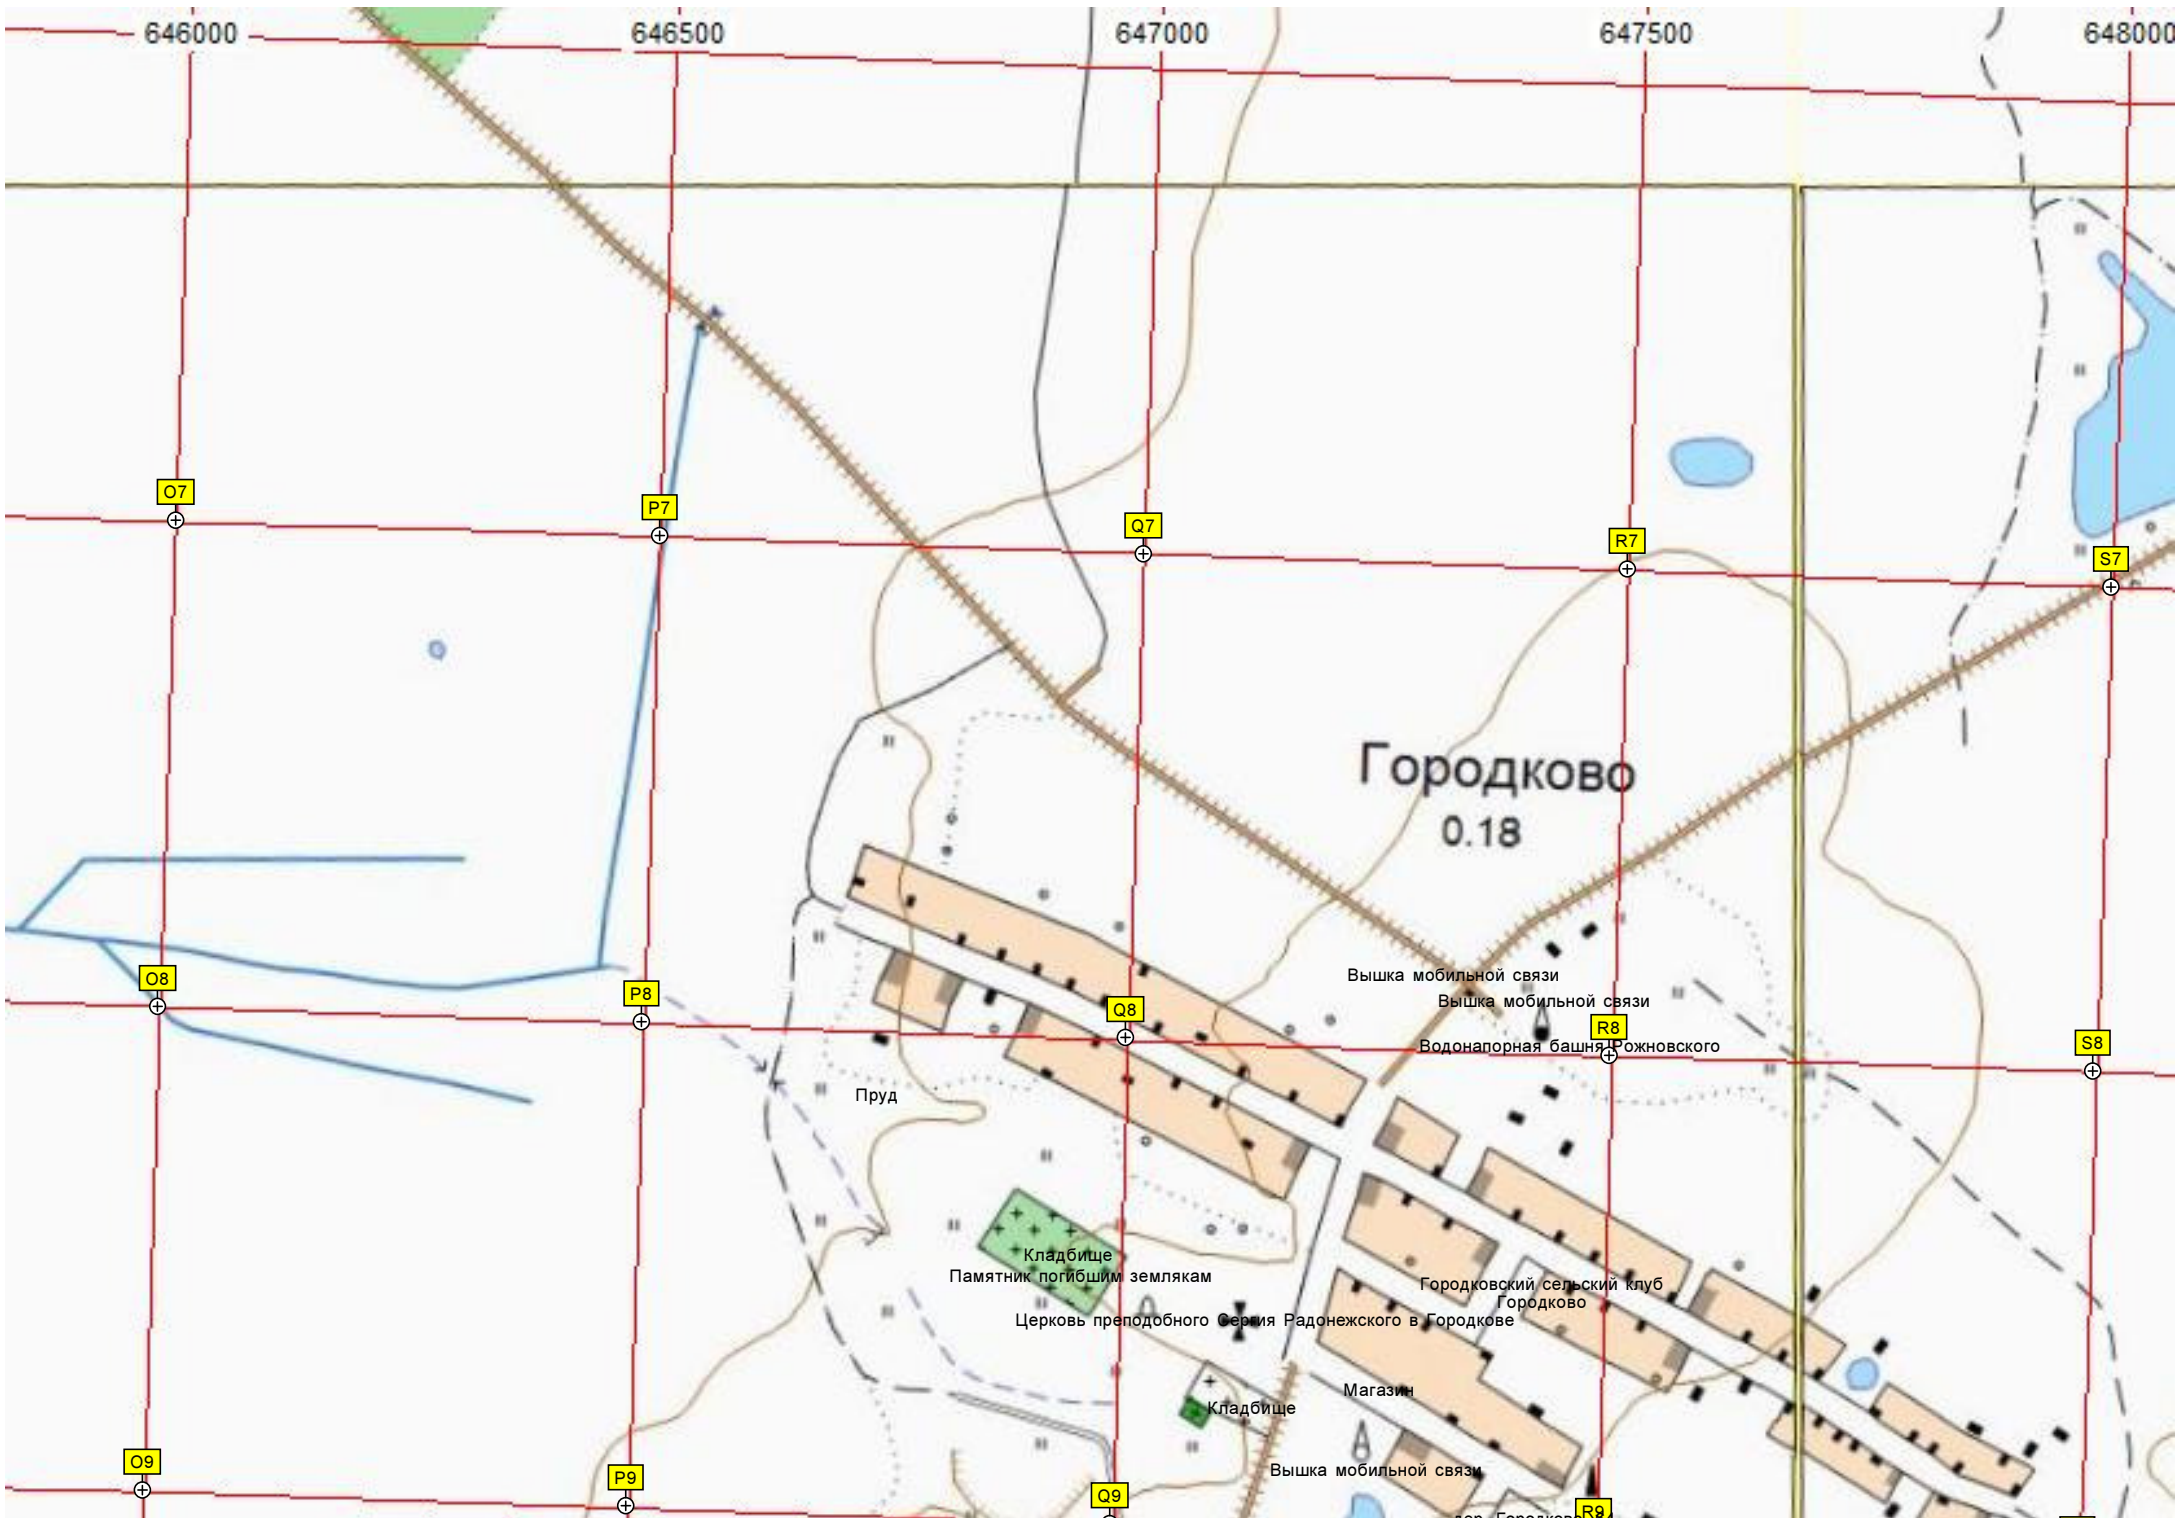 646000 646500 647000 647500 648000
O7
P7
Q7
R7
S7
Городково
0.18
Вышка мобильной связи
O8
P8
Вышка мобильной связи
Q8
R8
Водонапорная башня Рожновского
S8
Пруд
Кладбище
Памятник погибшим землякам
Городковский сельский клуб
Городково
Церковь преподобного Сергия Радонежского в Городкове
Магазин
Кладбище
O9
Вышка мобильной связи
P9
Q9
R9
дер. Городково